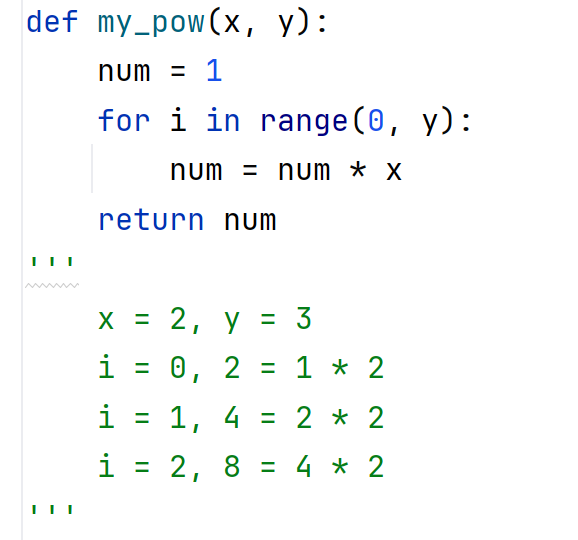 def my_pow(x, y):
    num = 1
    for i in range(0, y):
        num = num * x
    return num
'''
    x = 2, y = 3
    i = 0, 2 = 1 * 2
    i = 1, 4 = 2 * 2
    i = 2, 8 = 4 * 2
'''